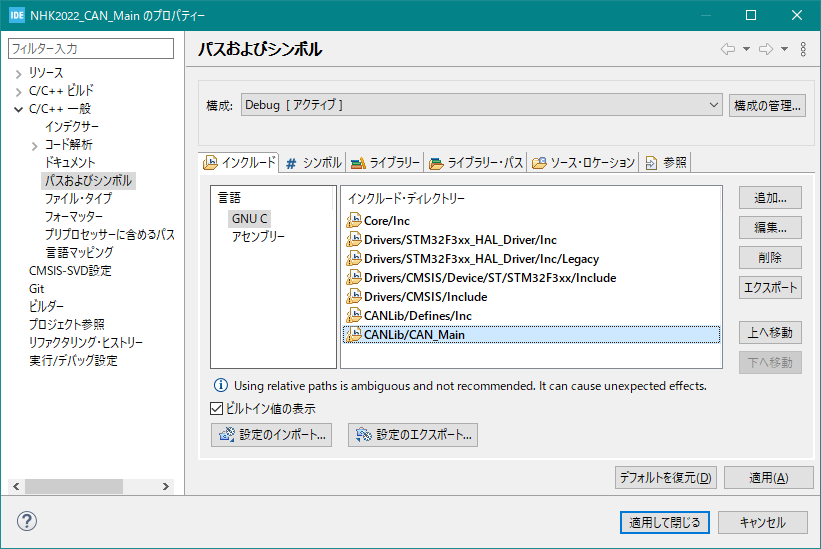 IDE NHK2022_CAN_Main のプロパティー
フィルター入力
リソース
C/C++ ビルド
C/C++ 一般
インデクサー
コード解析
ドキュメント
パスおよびシンボル
ファイル・タイプ
フォーマッター
プリプロセッサーに含めるパス
言語マッピング
CMSIS-SVD設定
Git
ビルダー
プロジェクト参照
リファクタリング・ヒストリー
実行/デバッグ設定
パスおよびシンボル
構成: Debug [ アクティブ ] 構成の管理...
インクルード # シンボル ライブラリー ライブラリー・パス ソース・ロケーション 参照
言語
GNU C
アセンブリー
インクルード・ディレクトリー
Core/Inc
Drivers/STM32F3xx_HAL_Driver/Inc
Drivers/STM32F3xx_HAL_Driver/Inc/Legacy
Drivers/CMSIS/Device/ST/STM32F3xx/Include
Drivers/CMSIS/Include
CANLib/Defines/Inc
CANLib/CAN_Main
追加...
編集...
削除
エクスポート
上へ移動
下へ移動
Using relative paths is ambiguous and not recommended. It can cause unexpected effects.
ビルトイン値の表示
設定のインポート... 設定のエクスポート...
デフォルトを復元(D) 適用(A)
適用して閉じる キャンセル